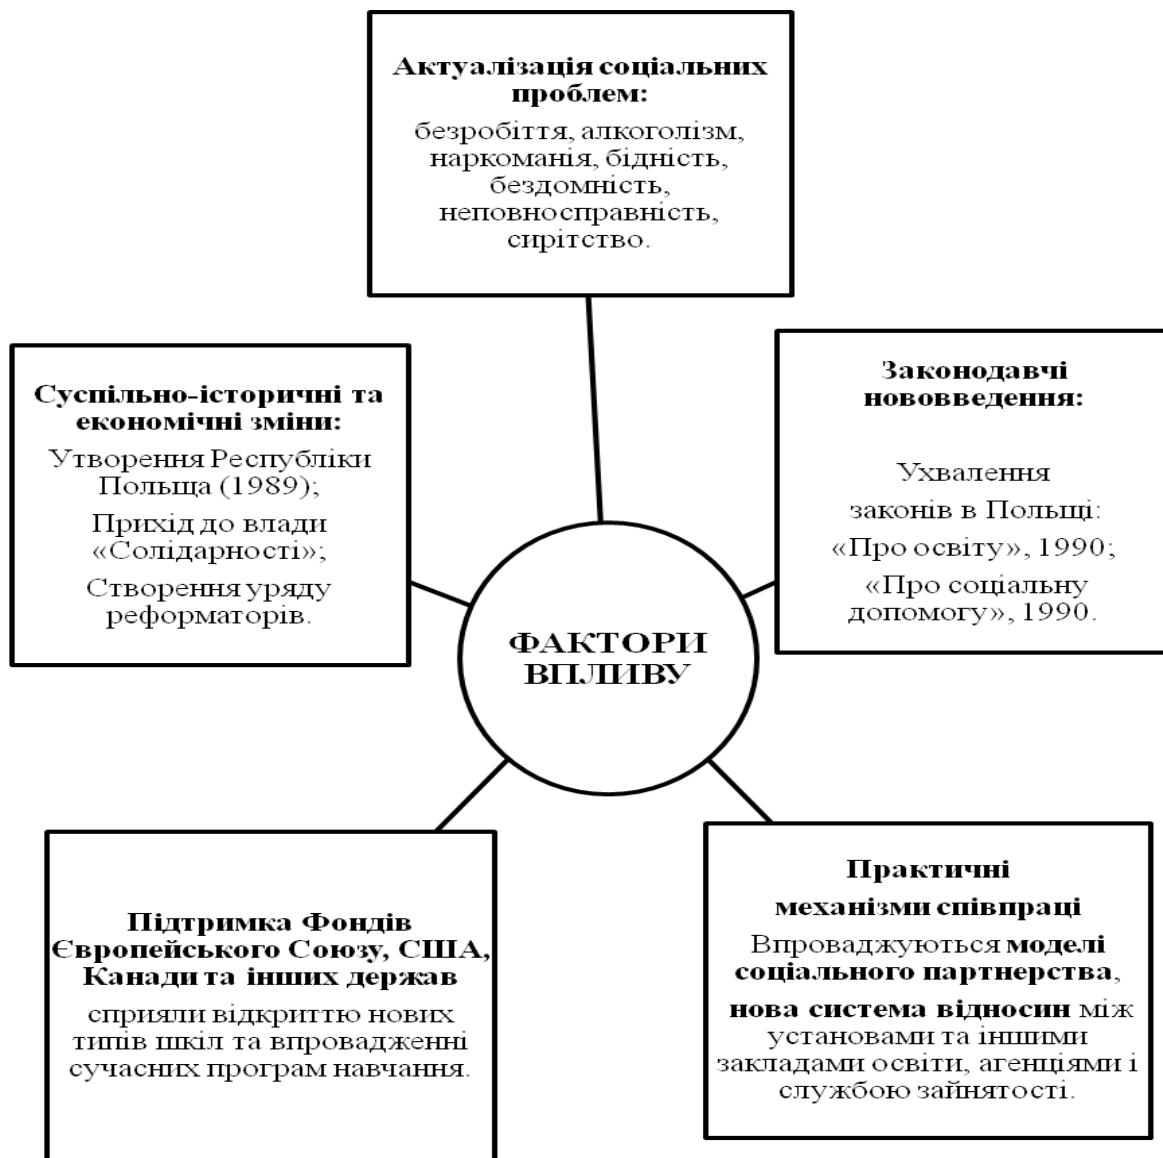 Актуалізація соціальних
проблем:
безробіття, алкоголізм,
наркоманія, бідність,
бездомність,
неповносправність,
сирітство.
Суспільно-історичні та
економічні зміни:
Утворення Республіки
Польща (1989);
Прихід до влади
«Солідарності»;
Створення уряду
реформаторів.
Законодавчі
нововведення:
Ухвалення
законів в Польщі:
«Про освіту», 1990;
«Про соціальну
допомогу», 1990.
ФАКТОРИ
ВПЛИВУ
Підтримка Фондів
Європейського Союзу, США,
Канади та інших держав
сприяли відкриттю нових
типів шкіл та впровадженні
сучасних програм навчання.
Практичні
механізми співпраці
Впроваджуються моделі
соціального партнерства,
нова система відносин між
установами та іншими
закладами освіти, агенціями і
службою зайнятості.